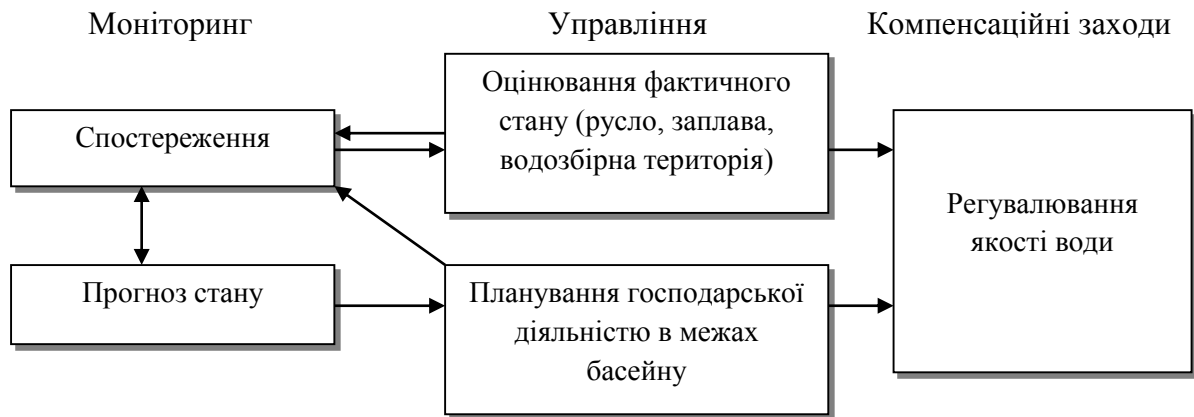 Моніторинг
Управління
Компенсаційні заходи
Спостереження
Оцінювання фактичного
стану (русло, заплава,
водозбірна територія)
Регувалювання
якості води
Прогноз стану
Планування господарської
діяльністю в межах
басейну